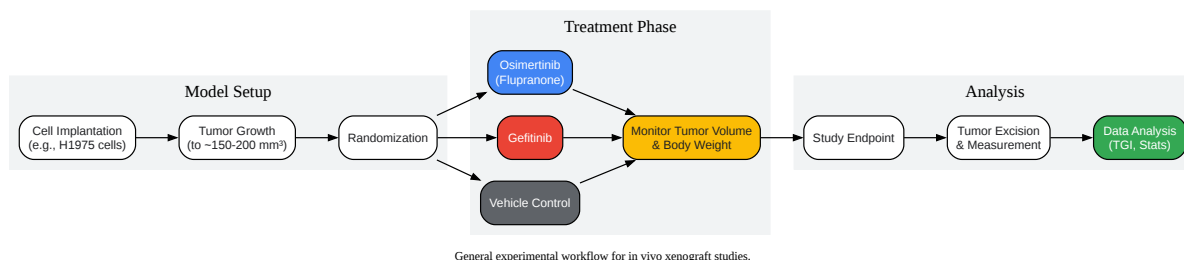 Model Setup
Cell Implantation
(e.g., H1975 cells)
Tumor Growth
(to ~150-200 mm³)
Randomization
Treatment Phase
Osimertinib
(Flupranone)
Gefitinib
Vehicle Control
Monitor Tumor Volume
& Body Weight
Analysis
Study Endpoint
Tumor Excision
& Measurement
Data Analysis
(TGI, Stats)
General experimental workflow for in vivo xenograft studies.